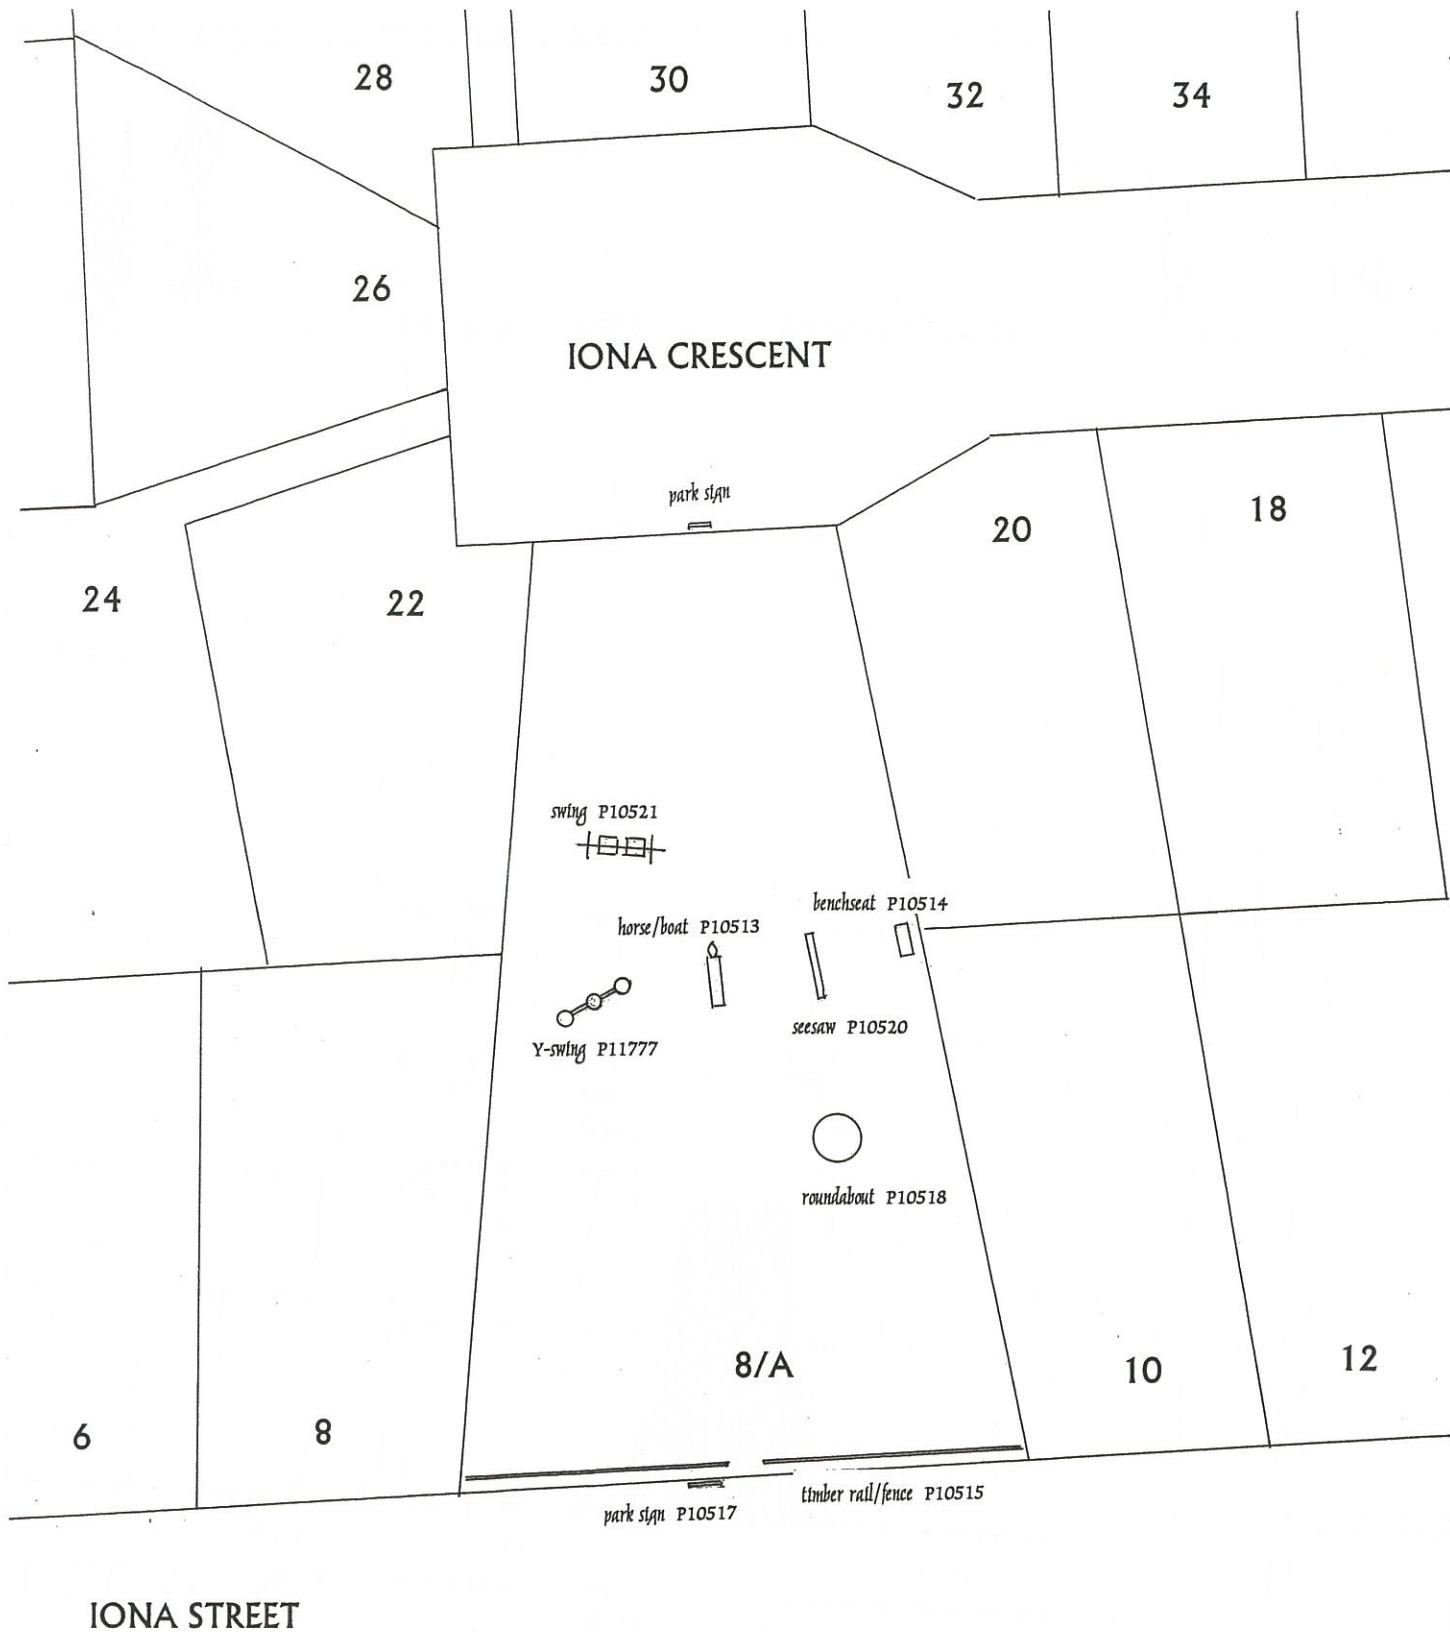 28
30
32
34
26
IONA CRESCENT
park sign
20
18
24
22
swing P10521
benchseat P10514
horse/boat P10513
seesaw P10520
Y-swing P11777
roundabout P10518
8/A
10
12
6
8
timber rail/fence P10515
park sign P10517
IONA STREET